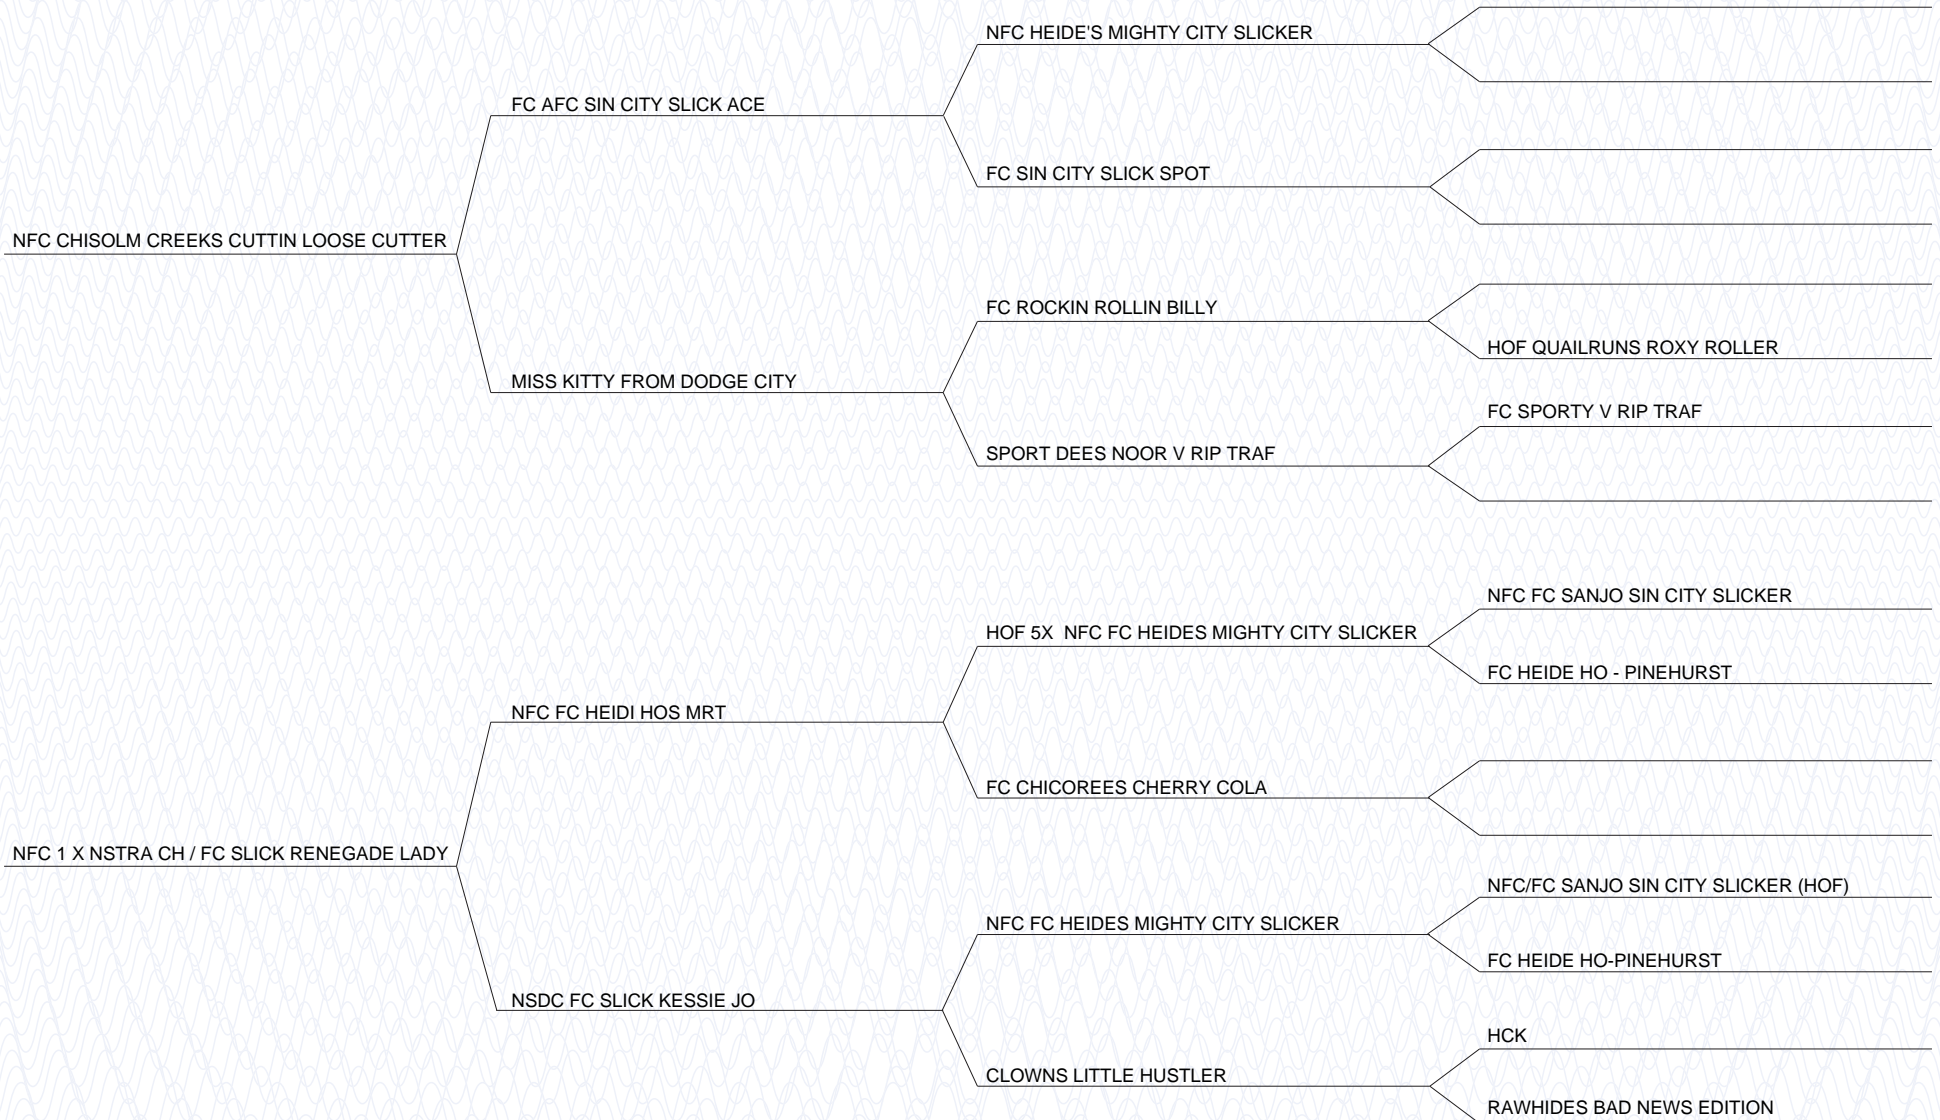 NFC HEIDE'S MIGHTY CITY SLICKER
FC AFC SIN CITY SLICK ACE
FC SIN CITY SLICK SPOT
NFC CHISOLM CREEKS CUTTIN LOOSE CUTTER
FC ROCKIN ROLLIN BILLY
HOF QUAILRUNS ROXY ROLLER
MISS KITTY FROM DODGE CITY
FC SPORTY V RIP TRAF
SPORT DEES NOOR V RIP TRAF
NFC FC SANJO SIN CITY SLICKER
HOF 5X  NFC FC HEIDES MIGHTY CITY SLICKER
FC HEIDE HO - PINEHURST
NFC FC HEIDI HOS MRT
FC CHICOREES CHERRY COLA
NFC 1 X NSTRA CH / FC SLICK RENEGADE LADY
NFC/FC SANJO SIN CITY SLICKER (HOF)
NFC FC HEIDES MIGHTY CITY SLICKER
FC HEIDE HO-PINEHURST
NSDC FC SLICK KESSIE JO
HCK
CLOWNS LITTLE HUSTLER
RAWHIDES BAD NEWS EDITION